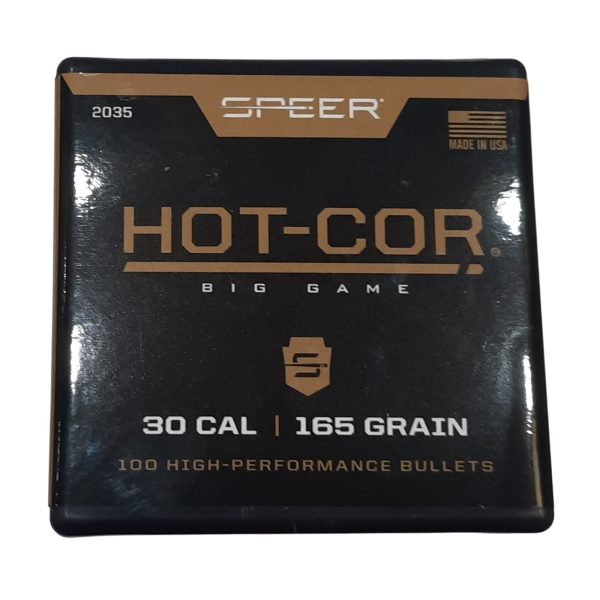 SPEER®
2035
MADE IN USA
HOT-COR®
BIG GAME
30 CAL | 165 GRAIN
100 HIGH-PERFORMANCE BULLETS